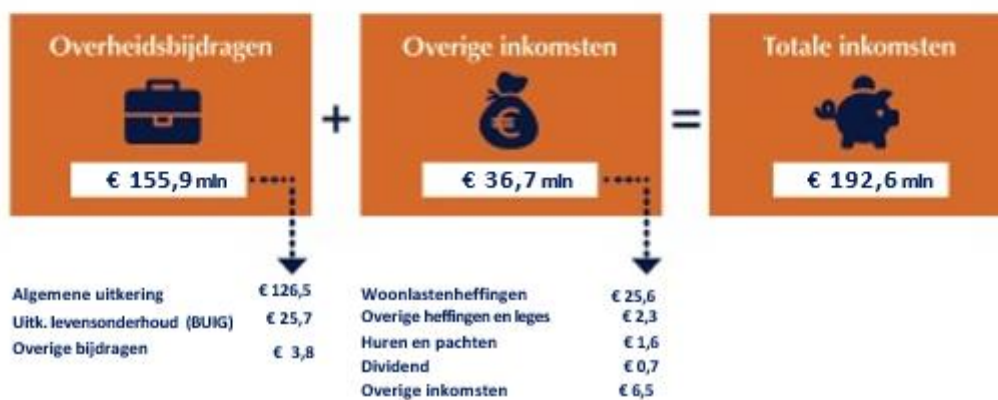 Overheidsbijdragen
€ 155,9 mln
+
Overige inkomsten
€
€ 36,7 mln
=
Totale inkomsten
€ 192,6 mln
Algemene uitkering € 126,5
Uitk. levensonderhoud (BUIG) € 25,7
Overige bijdragen € 3,8
Woonlastenheffingen € 25,6
Overige heffingen en leges € 2,3
Huren en pachten € 1,6
Dividend € 0,7
Overige inkomsten € 6,5